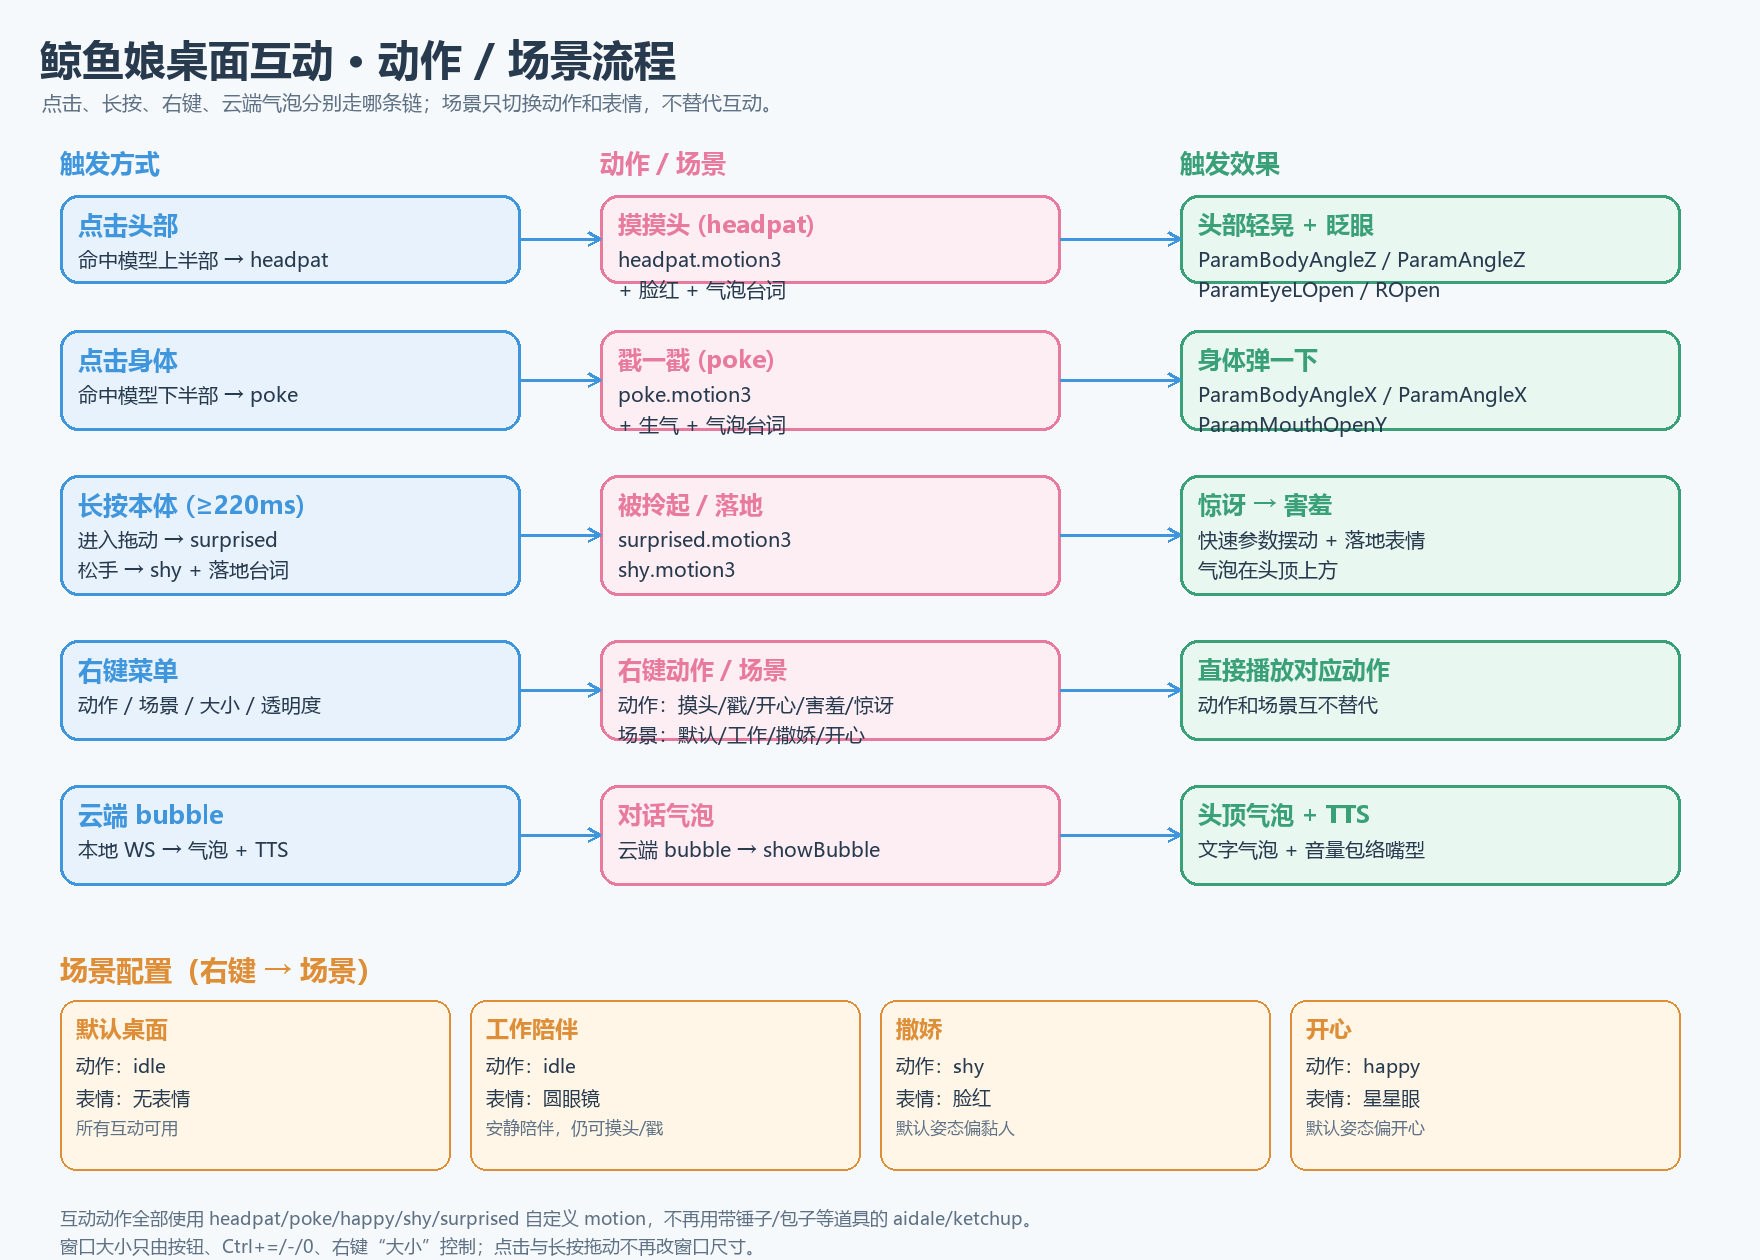 鲸鱼娘桌面互动 · 动作 / 场景流程
点击、长按、右键、云端气泡分别走哪条链；场景只切换动作和表情，不替代互动。
触发方式
动作 / 场景
触发效果
点击头部
命中模型上半部 → headpat
摸摸头 (headpat)
headpat.motion3
+ 脸红 + 气泡台词
头部轻晃 + 眨眼
ParamBodyAngleZ / ParamAngleZ
ParamEyeLOpen / ROpen
点击身体
命中模型下半部 → poke
戳一戳 (poke)
poke.motion3
+ 生气 + 气泡台词
身体弹一下
ParamBodyAngleX / ParamAngleX
ParamMouthOpenY
长按本体 (≥220ms)
进入拖动 → surprised
松手 → shy + 落地台词
被拎起 / 落地
surprised.motion3
shy.motion3
惊讶 → 害羞
快速参数摆动 + 落地表情
气泡在头顶上方
右键菜单
动作 / 场景 / 大小 / 透明度
右键动作 / 场景
动作：摸头/戳/开心/害羞/惊讶
场景：默认/工作/撒娇/开心
直接播放对应动作
动作和场景互不替代
云端 bubble
本地 WS → 气泡 + TTS
对话气泡
云端 bubble → showBubble
头顶气泡 + TTS
文字气泡 + 音量包络嘴型
场景配置（右键 → 场景）
默认桌面
动作：idle
表情：无表情
所有互动可用
工作陪伴
动作：idle
表情：圆眼镜
安静陪伴，仍可摸头/戳
撒娇
动作：shy
表情：脸红
默认姿态偏黏人
开心
动作：happy
表情：星星眼
默认姿态偏开心
互动动作全部使用 headpat/poke/happy/shy/surprised 自定义 motion，不再用带锤子/包子等道具的 aidale/ketchup。
窗口大小只由按钮、Ctrl+=/-/0、右键“大小”控制；点击与长按拖动不再改窗口尺寸。